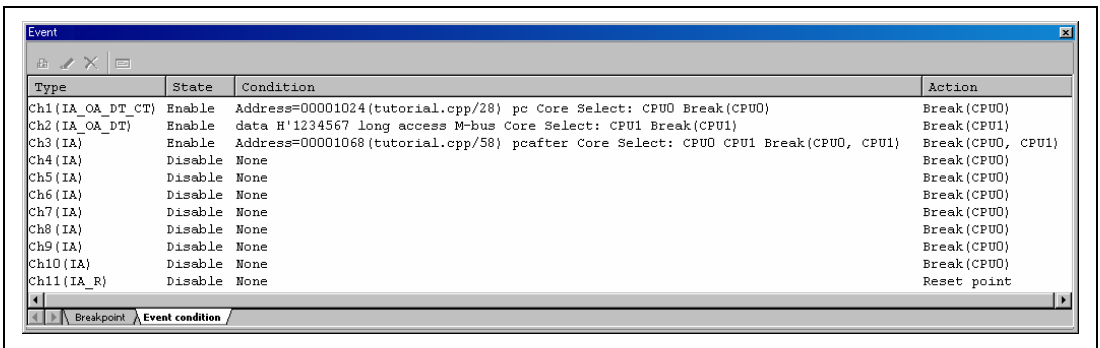 Event
Type State Condition Action
Ch1(IA_OA_DT_CT) Enable Address=00001024(tutorial.cpp/28) pc Core Select: CPU0 Break(CPU0) Break(CPU0)
Ch2(IA_OA_DT) Enable data H'1234567 long access M-bus Core Select: CPU1 Break(CPU1) Break(CPU1)
Ch3(IA) Enable Address=00001068(tutorial.cpp/58) pcafter Core Select: CPU0 CPU1 Break(CPU0, CPU1) Break(CPU0, CPU1)
Ch4(IA) Disable None Break(CPU0)
Ch5(IA) Disable None Break(CPU0)
Ch6(IA) Disable None Break(CPU0)
Ch7(IA) Disable None Break(CPU0)
Ch8(IA) Disable None Break(CPU0)
Ch9(IA) Disable None Break(CPU0)
Ch10(IA) Disable None Break(CPU0)
Ch11(IA_R) Disable None Reset point
Breakpoint Event condition